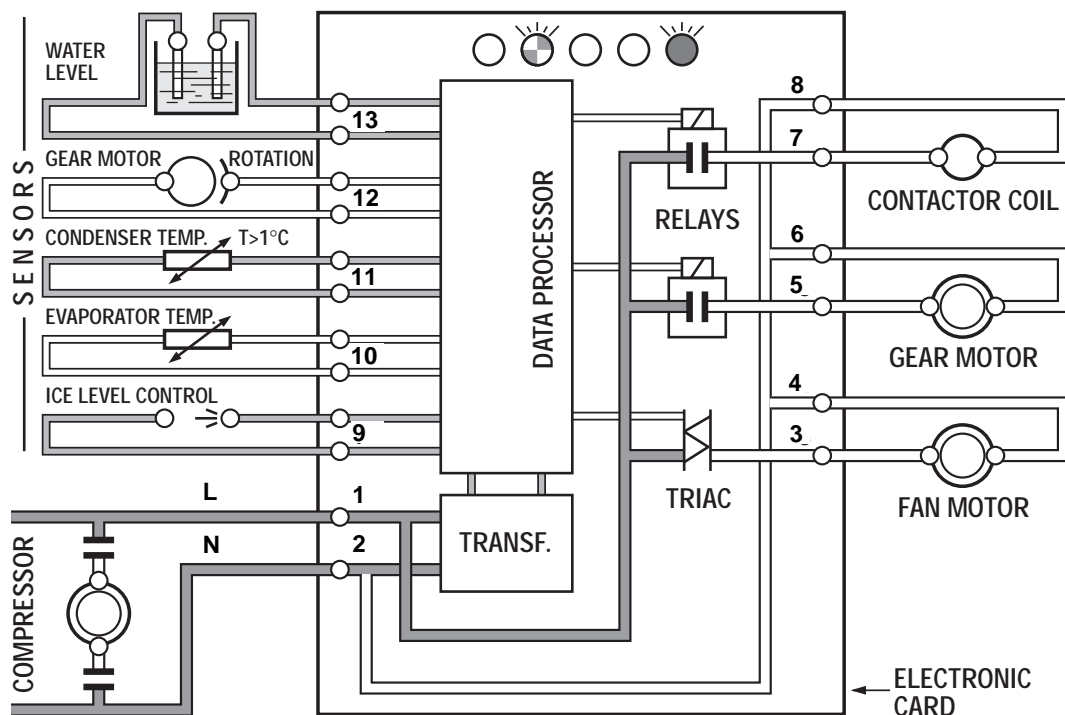 SENSORS
WATER
LEVEL
13
GEAR MOTOR ROTATION
12
CONDENSER TEMP. T>1°C
11
EVAPORATOR TEMP.
10
ICE LEVEL CONTROL
9
L
1
N
2
COMPRESSOR
DATA PROCESSOR
TRANSF.
RELAYS
TRIAC
8
7
CONTACTOR COIL
6
5
GEAR MOTOR
4
3
FAN MOTOR
ELECTRONIC
CARD